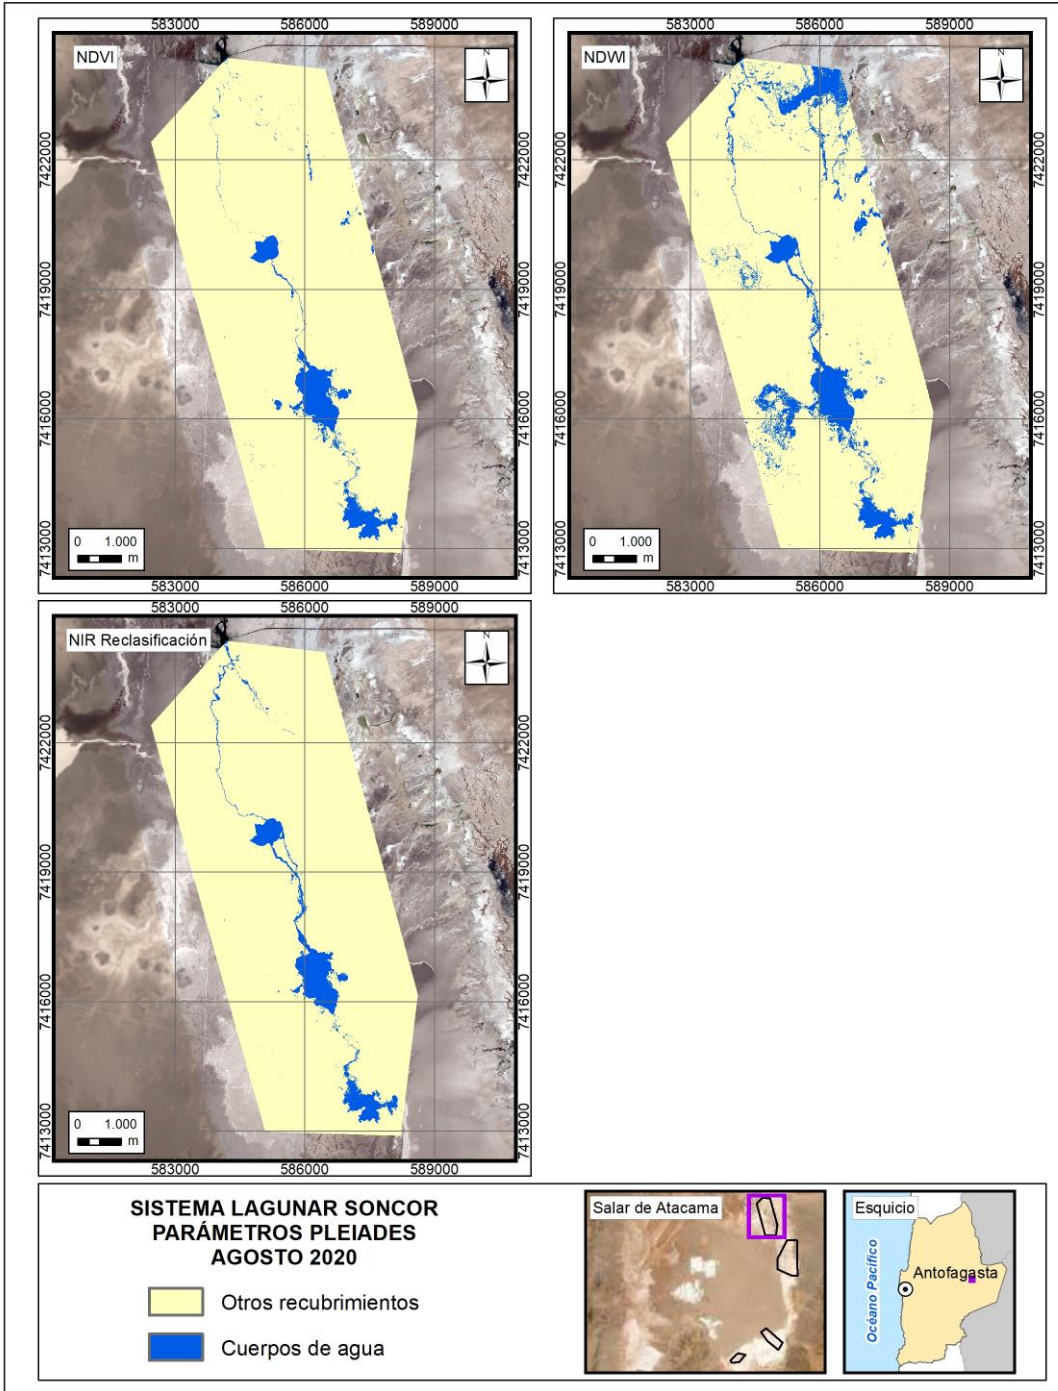 583000 586000 589000
NDVI
N
7422000 7422000
7419000 7419000
7416000 7416000
7413000 7413000
0 1.000
m
583000 586000 589000
583000 586000 589000
NDWI
N
7422000 7422000
7419000 7419000
7416000 7416000
7413000 7413000
0 1.000
m
583000 586000 589000
583000 586000 589000
NIR Reclasificación
N
7422000 7422000
7419000 7419000
7416000 7416000
7413000 7413000
0 1.000
m
583000 586000 589000
SISTEMA LAGUNAR SONCOR
PARÁMETROS PLEIADES
AGOSTO 2020
Otros recubrimientos
Cuerpos de agua
Salar de Atacama
Esquicio
Océano Pacífico
Antofagasta